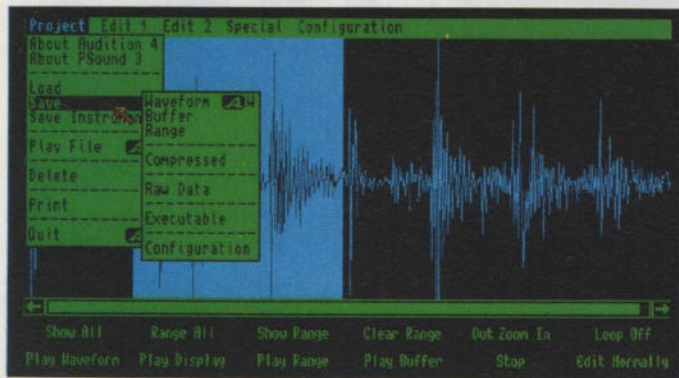 Project Edit 1 Edit 2 Special Configuration
About Audition 4
About PSound 3
Load
Save
Save Instrum
Play File A
Delete
Print
Quit A
Waveform A W
Buffer
Range
Compressed
Raw Data
Executable
Configuration
Show All Range All Show Range Clear Range Out Zoom In Loop Off
Play Waveform Play Display Play Range Play Buffer Stop Edit Normally